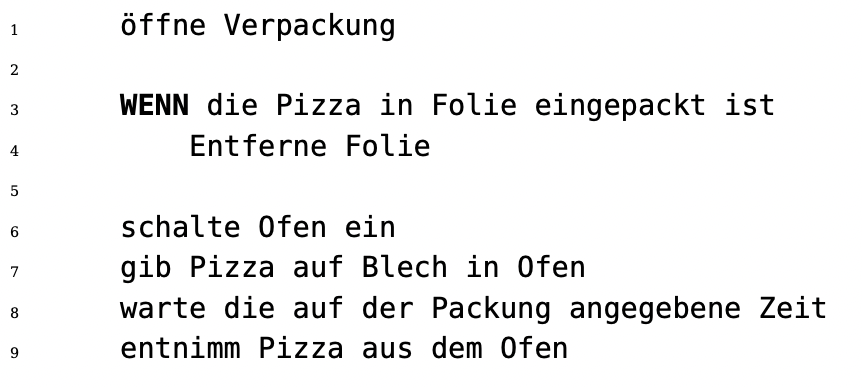 1 öffne Verpackung
2
3 WENN die Pizza in Folie eingepackt ist
4 Entferne Folie
5
6 schalte Ofen ein
7 gib Pizza auf Blech in Ofen
8 warte die auf der Packung angegebene Zeit
9 entnimm Pizza aus dem Ofen